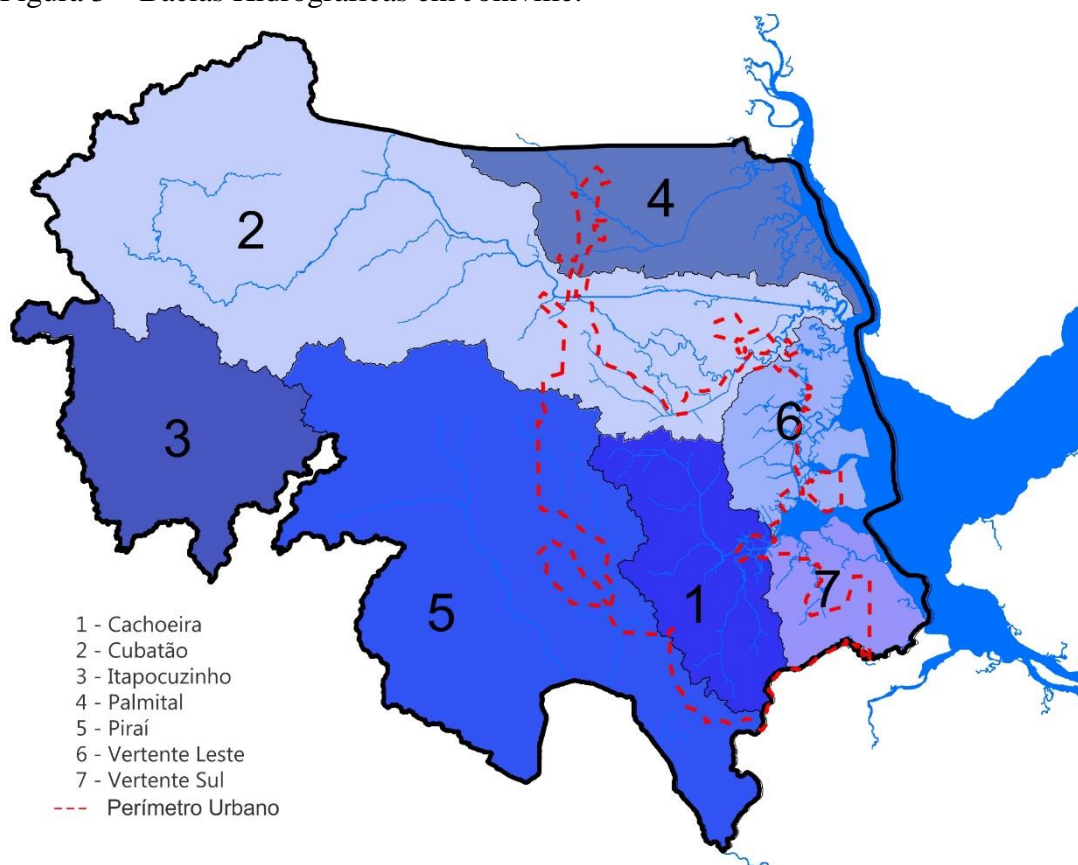 Figura – Bacias Hidrográficas em Joinville.
4
2
6
3
7
1
5
1 - Cachoeira
2 - Cubatão
3 - Itapocuzinho
4 - Palmital
5 - Piraí
6 - Vertente Leste
7 - Vertente Sul
Perímetro Urbano